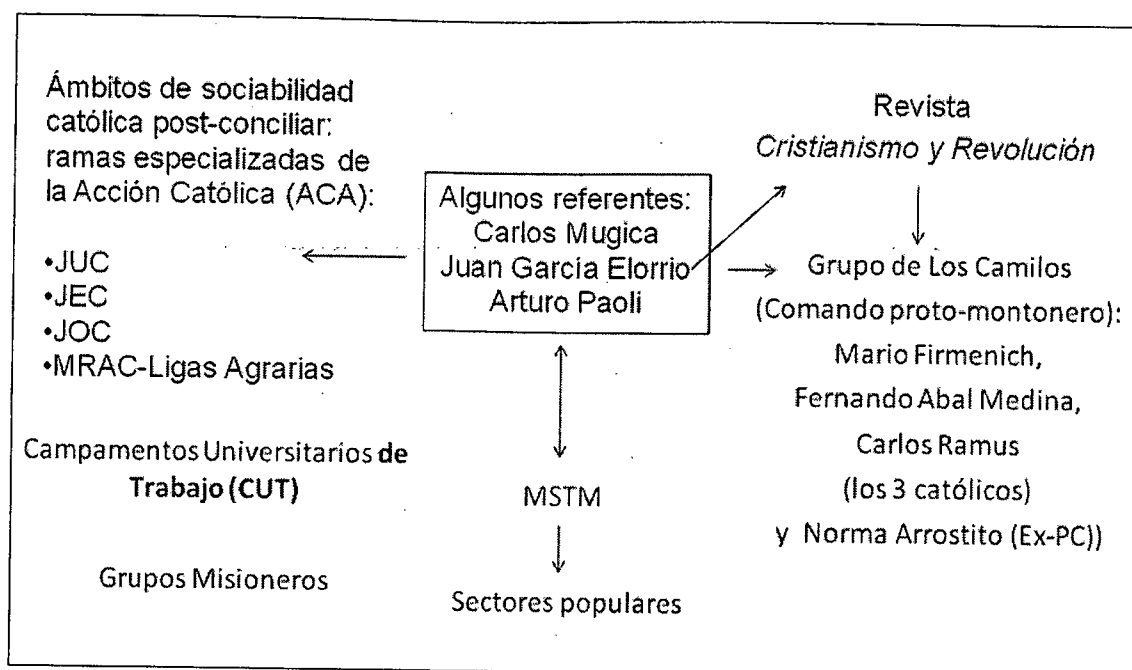 Ámbitos de sociabilidad
católica post-conciliar:
ramas especializadas de
la Acción Católica (ACA):
•JUC
•JEC
•JOC
•MRAC-Ligas Agrarias
Campamentos Universitarios de
Trabajo (CUT)
Grupos Misioneros
Algunos referentes:
Carlos Mugica
Juan García Elorrio
Arturo Paoli
MSTM
Sectores populares
Revista
Cristianismo y Revolución
Grupo de Los Camilos
(Comando proto-montonero):
Mario Firmenich,
Fernando Abal Medina,
Carlos Ramus
(los 3 católicos)
y Norma Arrostito (Ex-PC))